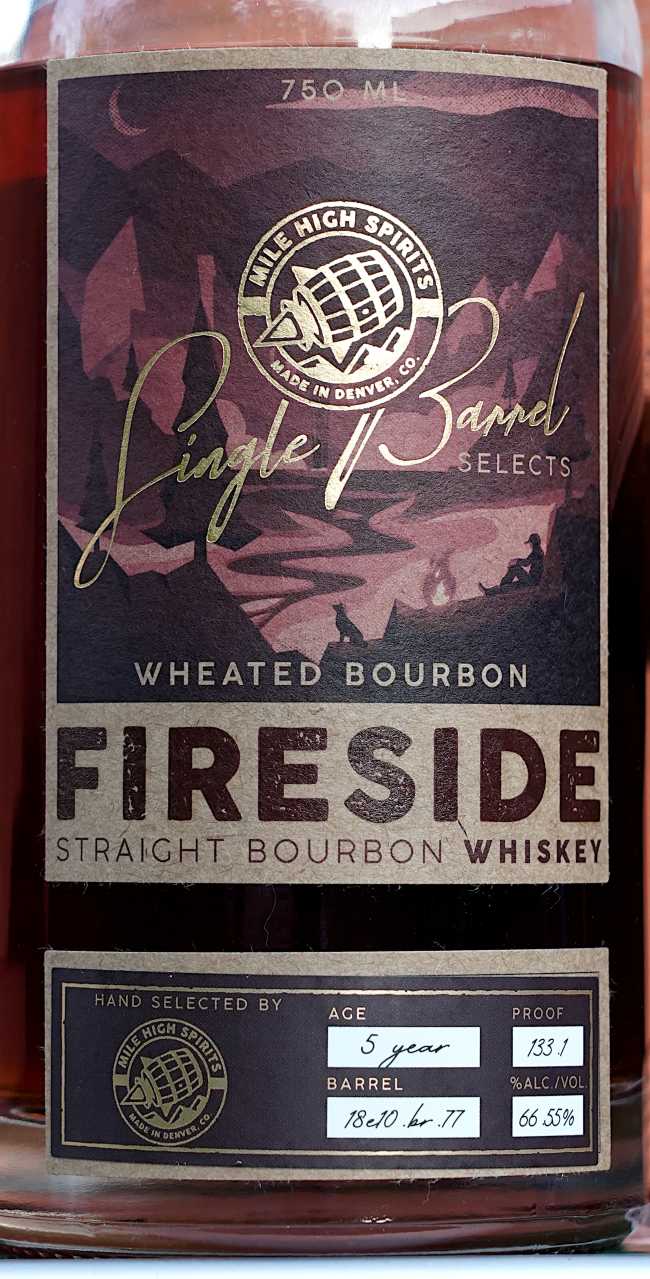 750 ML
MILE HIGH SPIRITS
MADE IN DENVER, CO.
Single Barrel
SELECTS
WHEATED BOURBON
FIRESIDE
STRAIGHT BOURBON WHISKEY
HAND SELECTED BY
MILE HIGH SPIRITS
MADE IN DENVER, CO.
AGE
5 year
PROOF
133.1
BARREL
18e10.br.77
%ALC./VOL.
66.55%